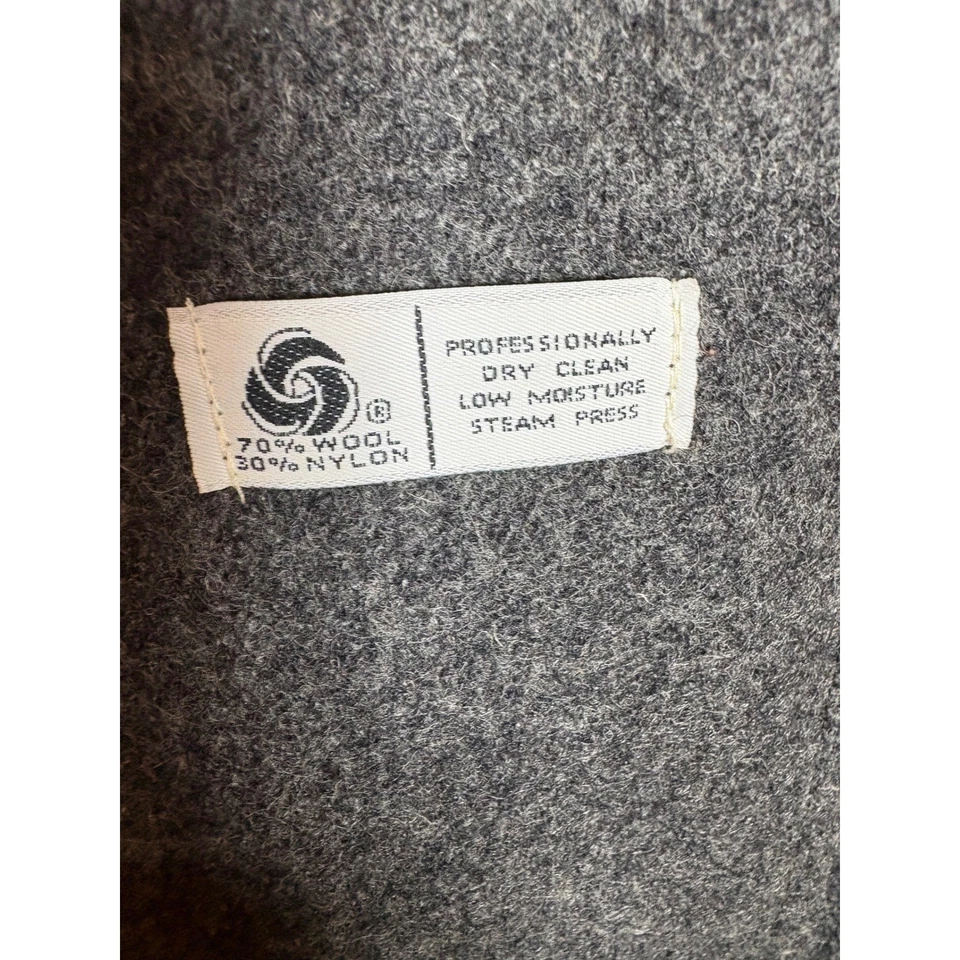 ®
70% WOOL
30% NYLON
PROFESSIONALLY
DRY CLEAN
LOW MOISTURE
STEAM PRESS